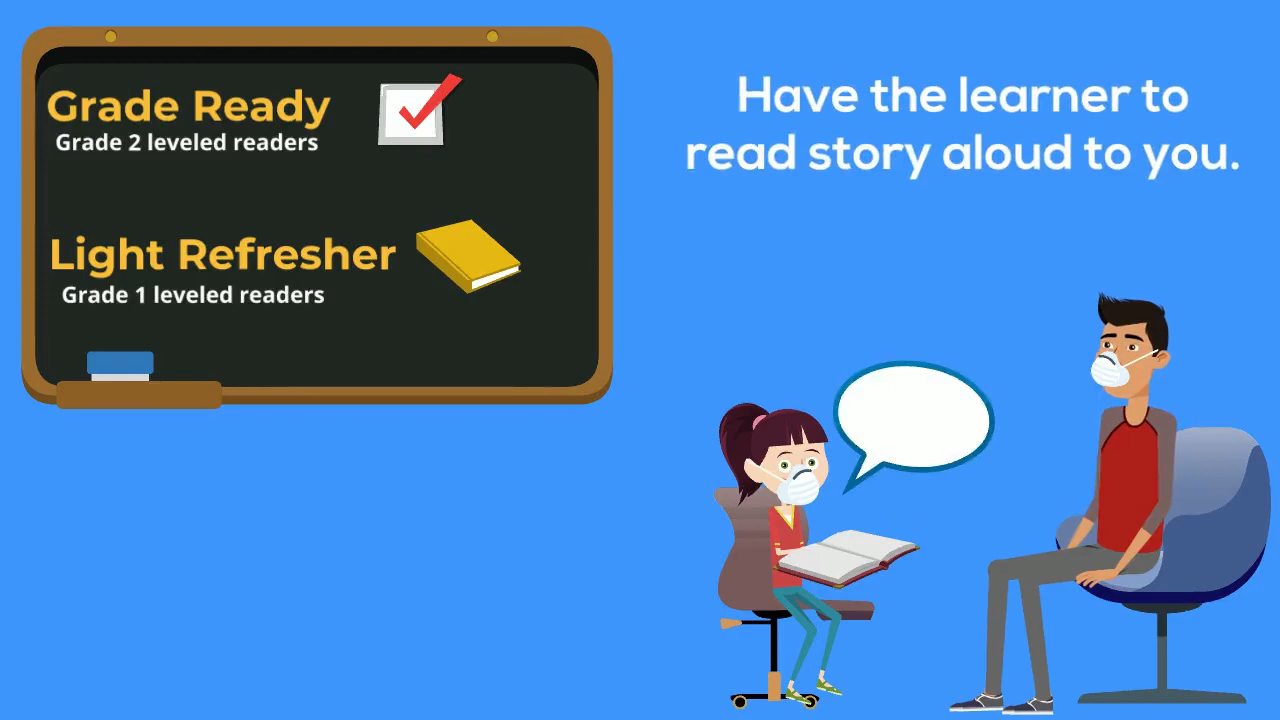 Grade Ready
Grade 2 leveled readers
Light Refresher
Grade 1 leveled readers
Have the learner to
read story aloud to you.